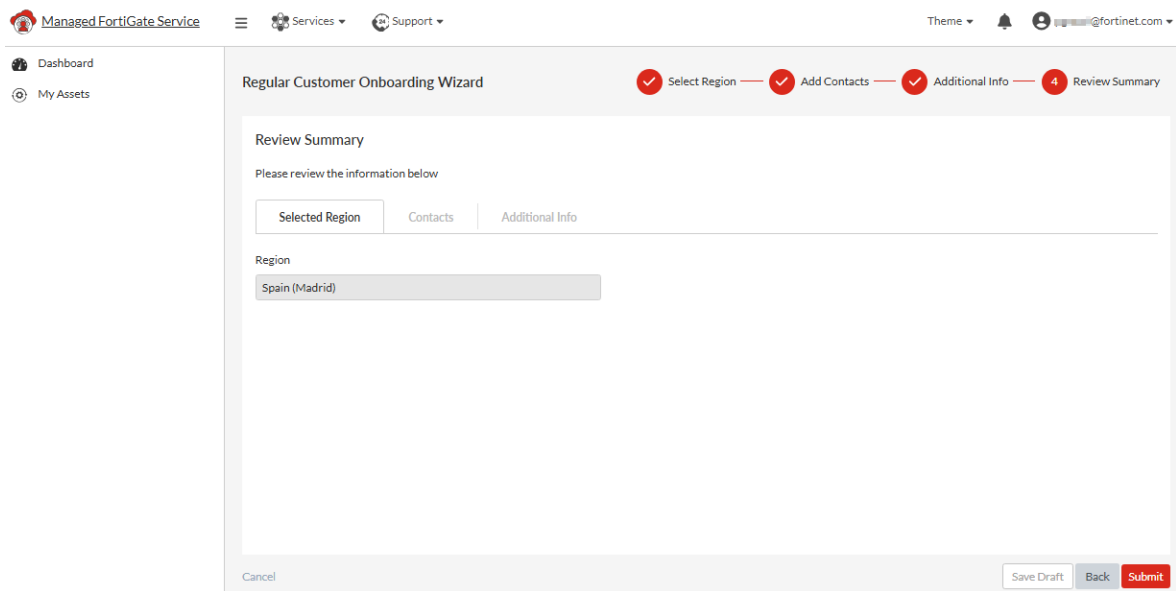 Managed FortiGate Service
Services
24
Support
Theme
@fortinet.com
Dashboard
My Assets
Regular Customer Onboarding Wizard
Select Region
Add Contacts
Additional Info
4
Review Summary
Review Summary
Please review the information below
Selected Region
Contacts
Additional Info
Region
Spain (Madrid)
Cancel
Save Draft
Back
Submit